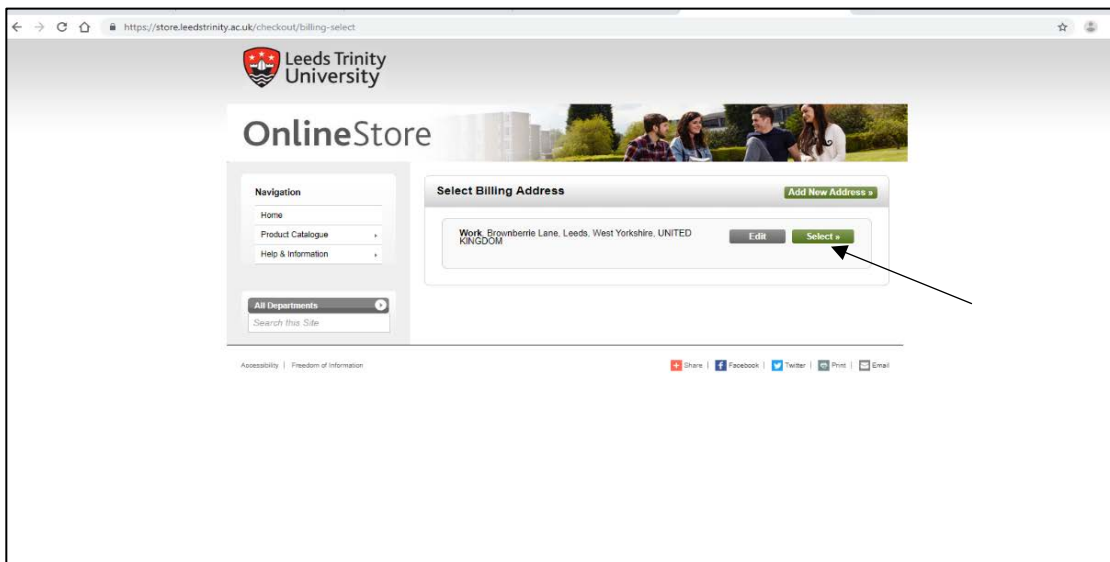 https://store.leedstrinity.ac.uk/checkout/billing-select
Leeds Trinity
University
OnlineStore
Navigation
Home
Product Catalogue
Help & Information
All Departments
Search this Site
Select Billing Address
Add New Address »
Work, Brownberrie Lane, Leeds, West Yorkshire, UNITED
KINGDOM
Edit
Select »
Accessibility | Freedom of Information
Share | Facebook | Twitter | Print | Email